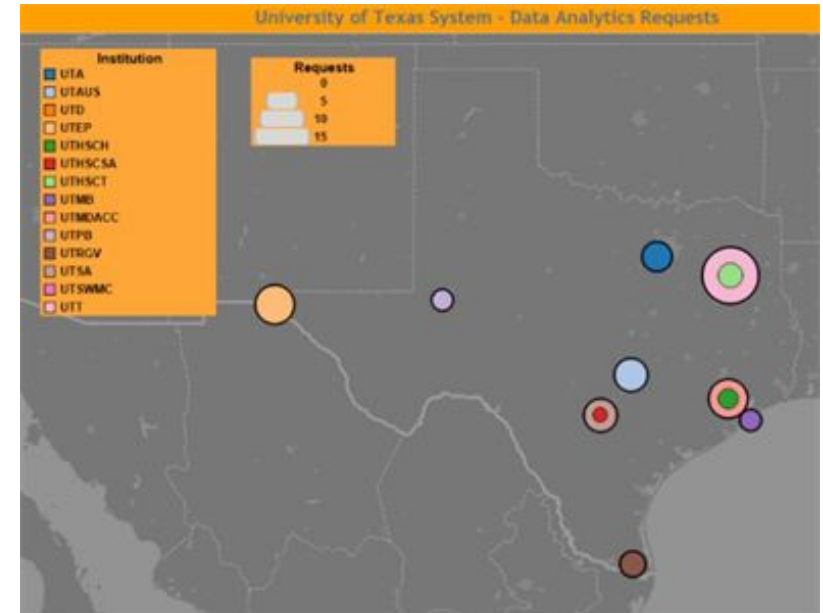 University of Texas System - Data Analytics Requests
Institution
UTA
UTAUS
UTD
UTEP
UTHSCH
UTHSCSA
UTHSCT
UTMB
UTMDACC
UTPB
UTRGV
UTSA
UTSWMC
UTT
Requests
0
5
10
15